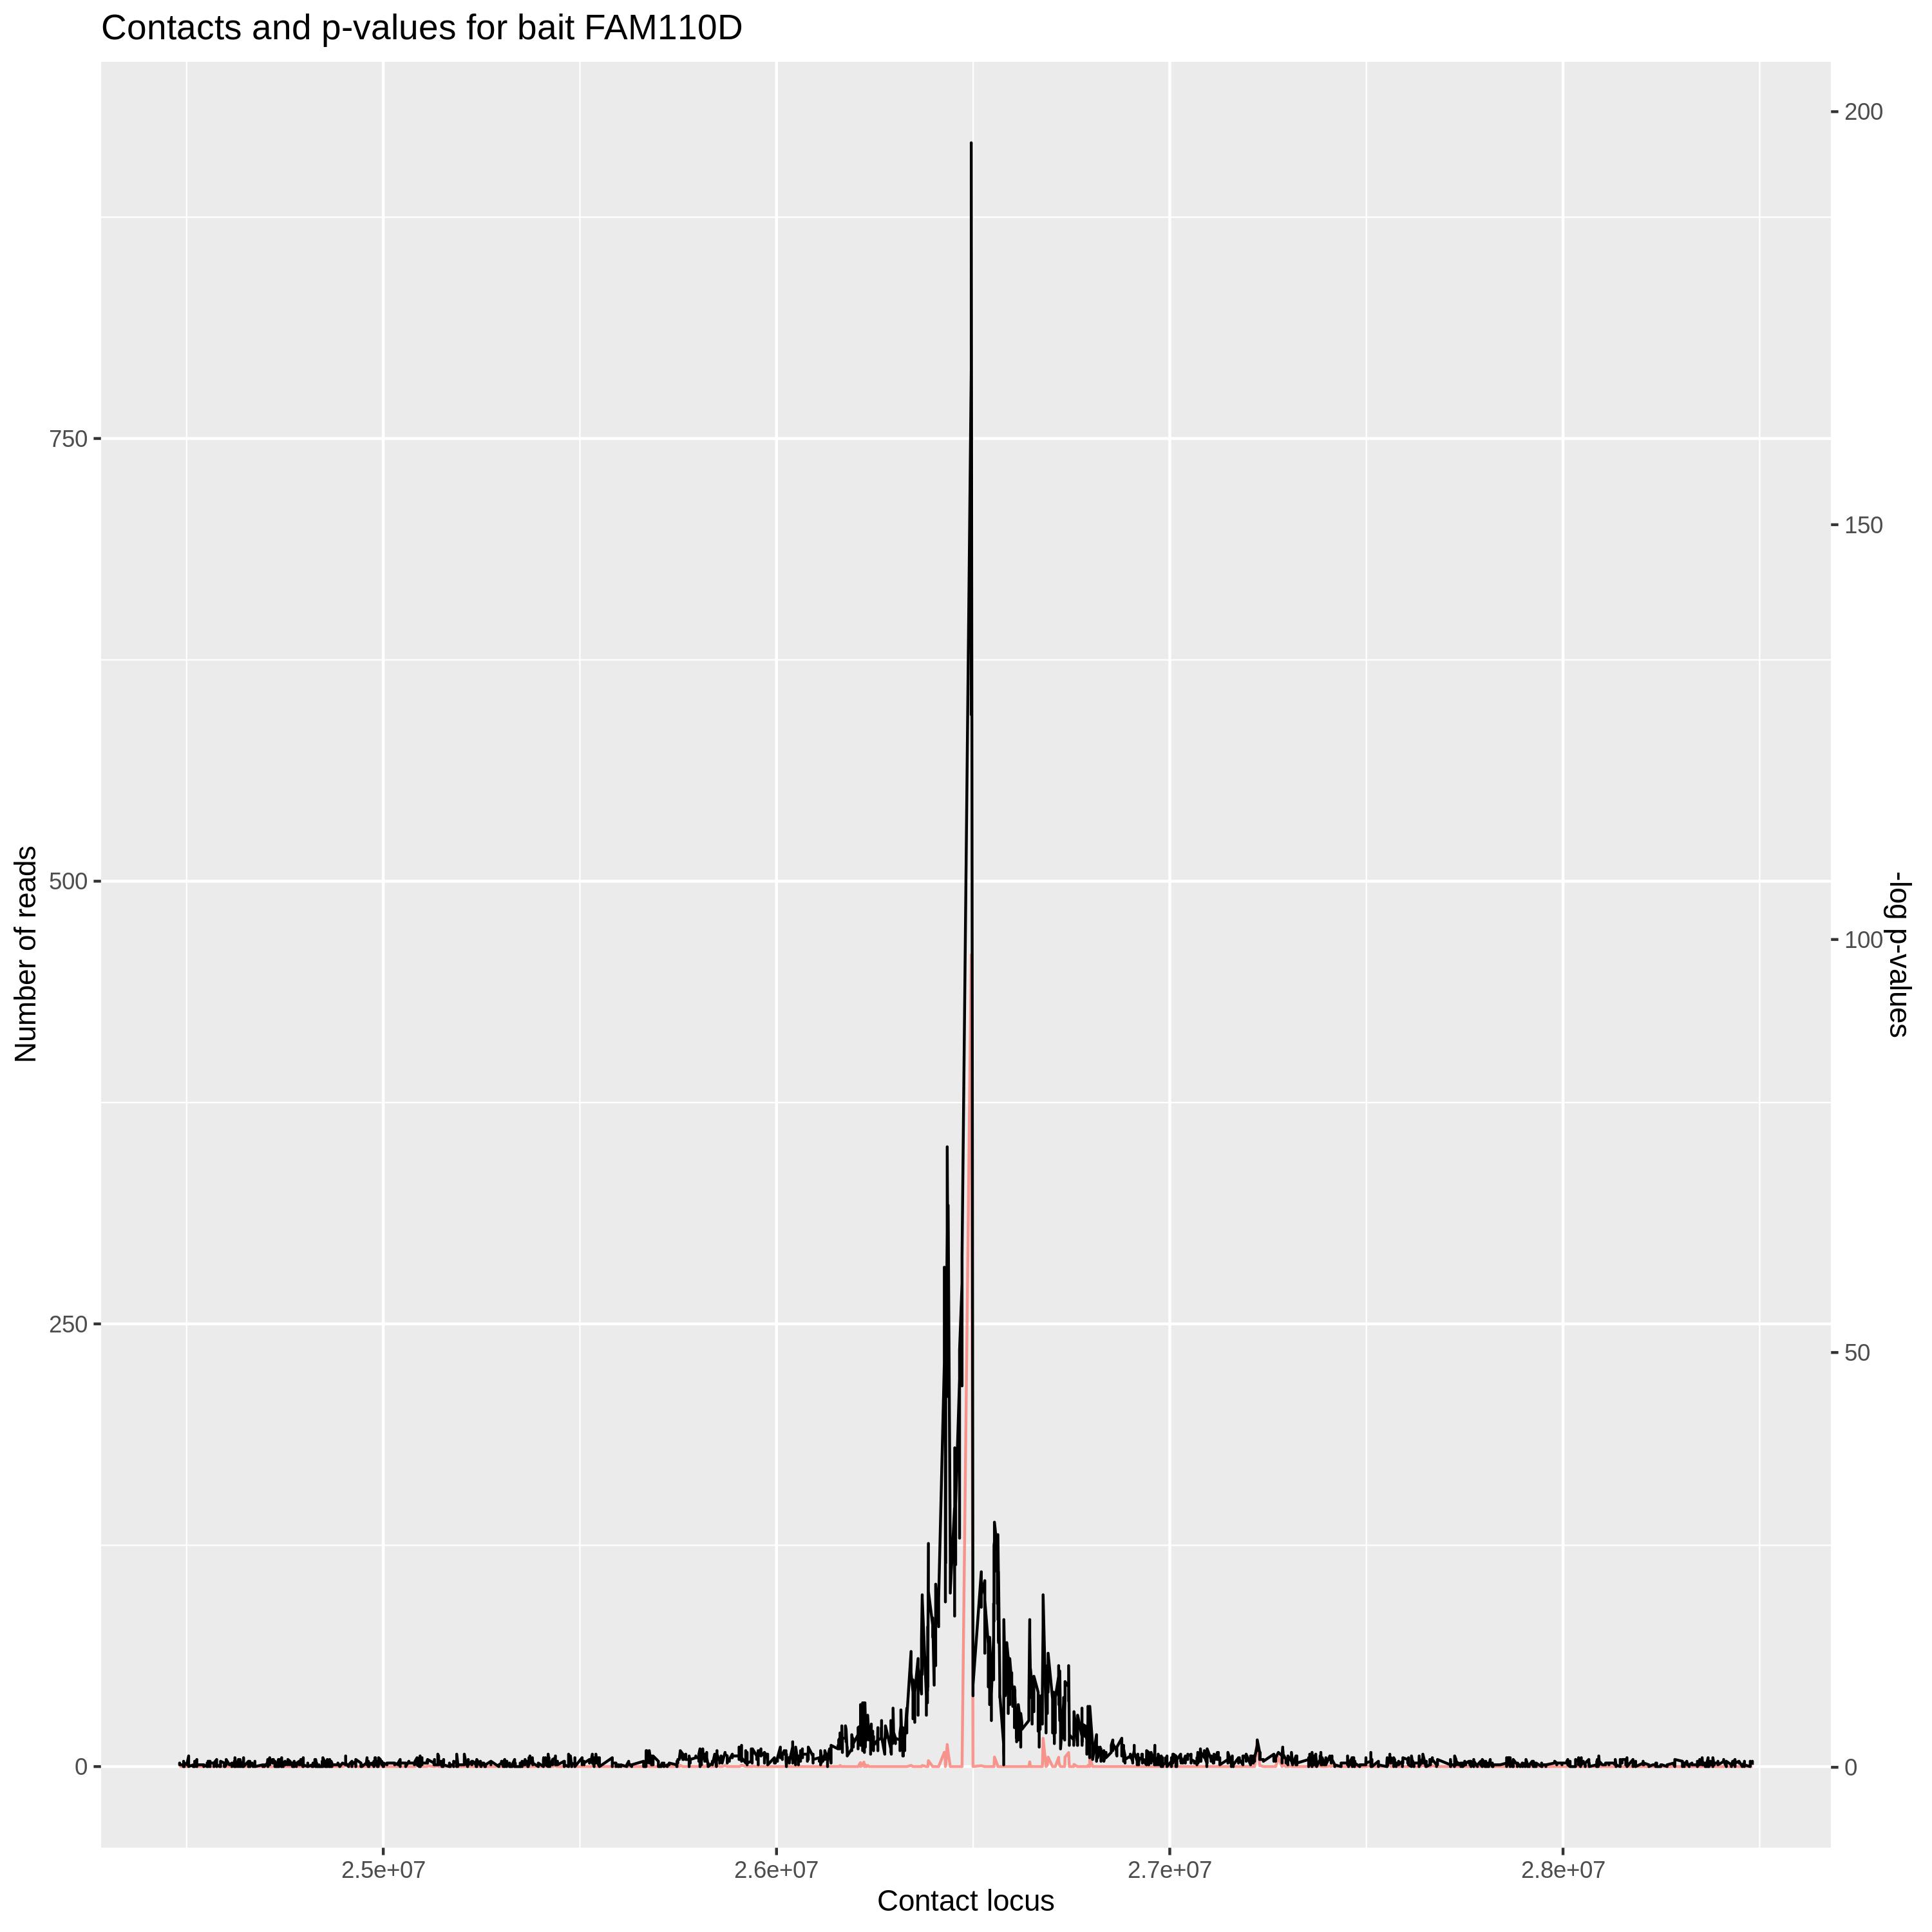 Contacts and p-values for bait FAM110D
200
750
150
500
100
250
50
0
0
Number of reads
-log p-values
2.5e+07
2.6e+07
2.7e+07
2.8e+07
Contact locus